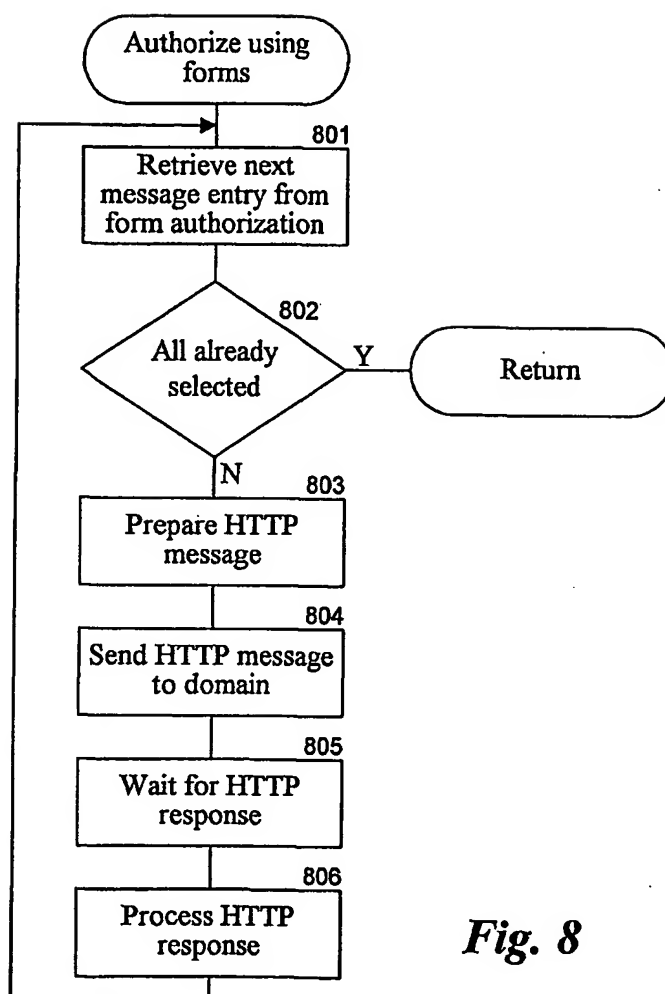 Authorize using
forms
801
Retrieve next
message entry from
form authorization
802
All already
selected
Y
Return
N
803
Prepare HTTP
message
804
Send HTTP message
to domain
805
Wait for HTTP
response
806
Process HTTP
response
Fig. 8